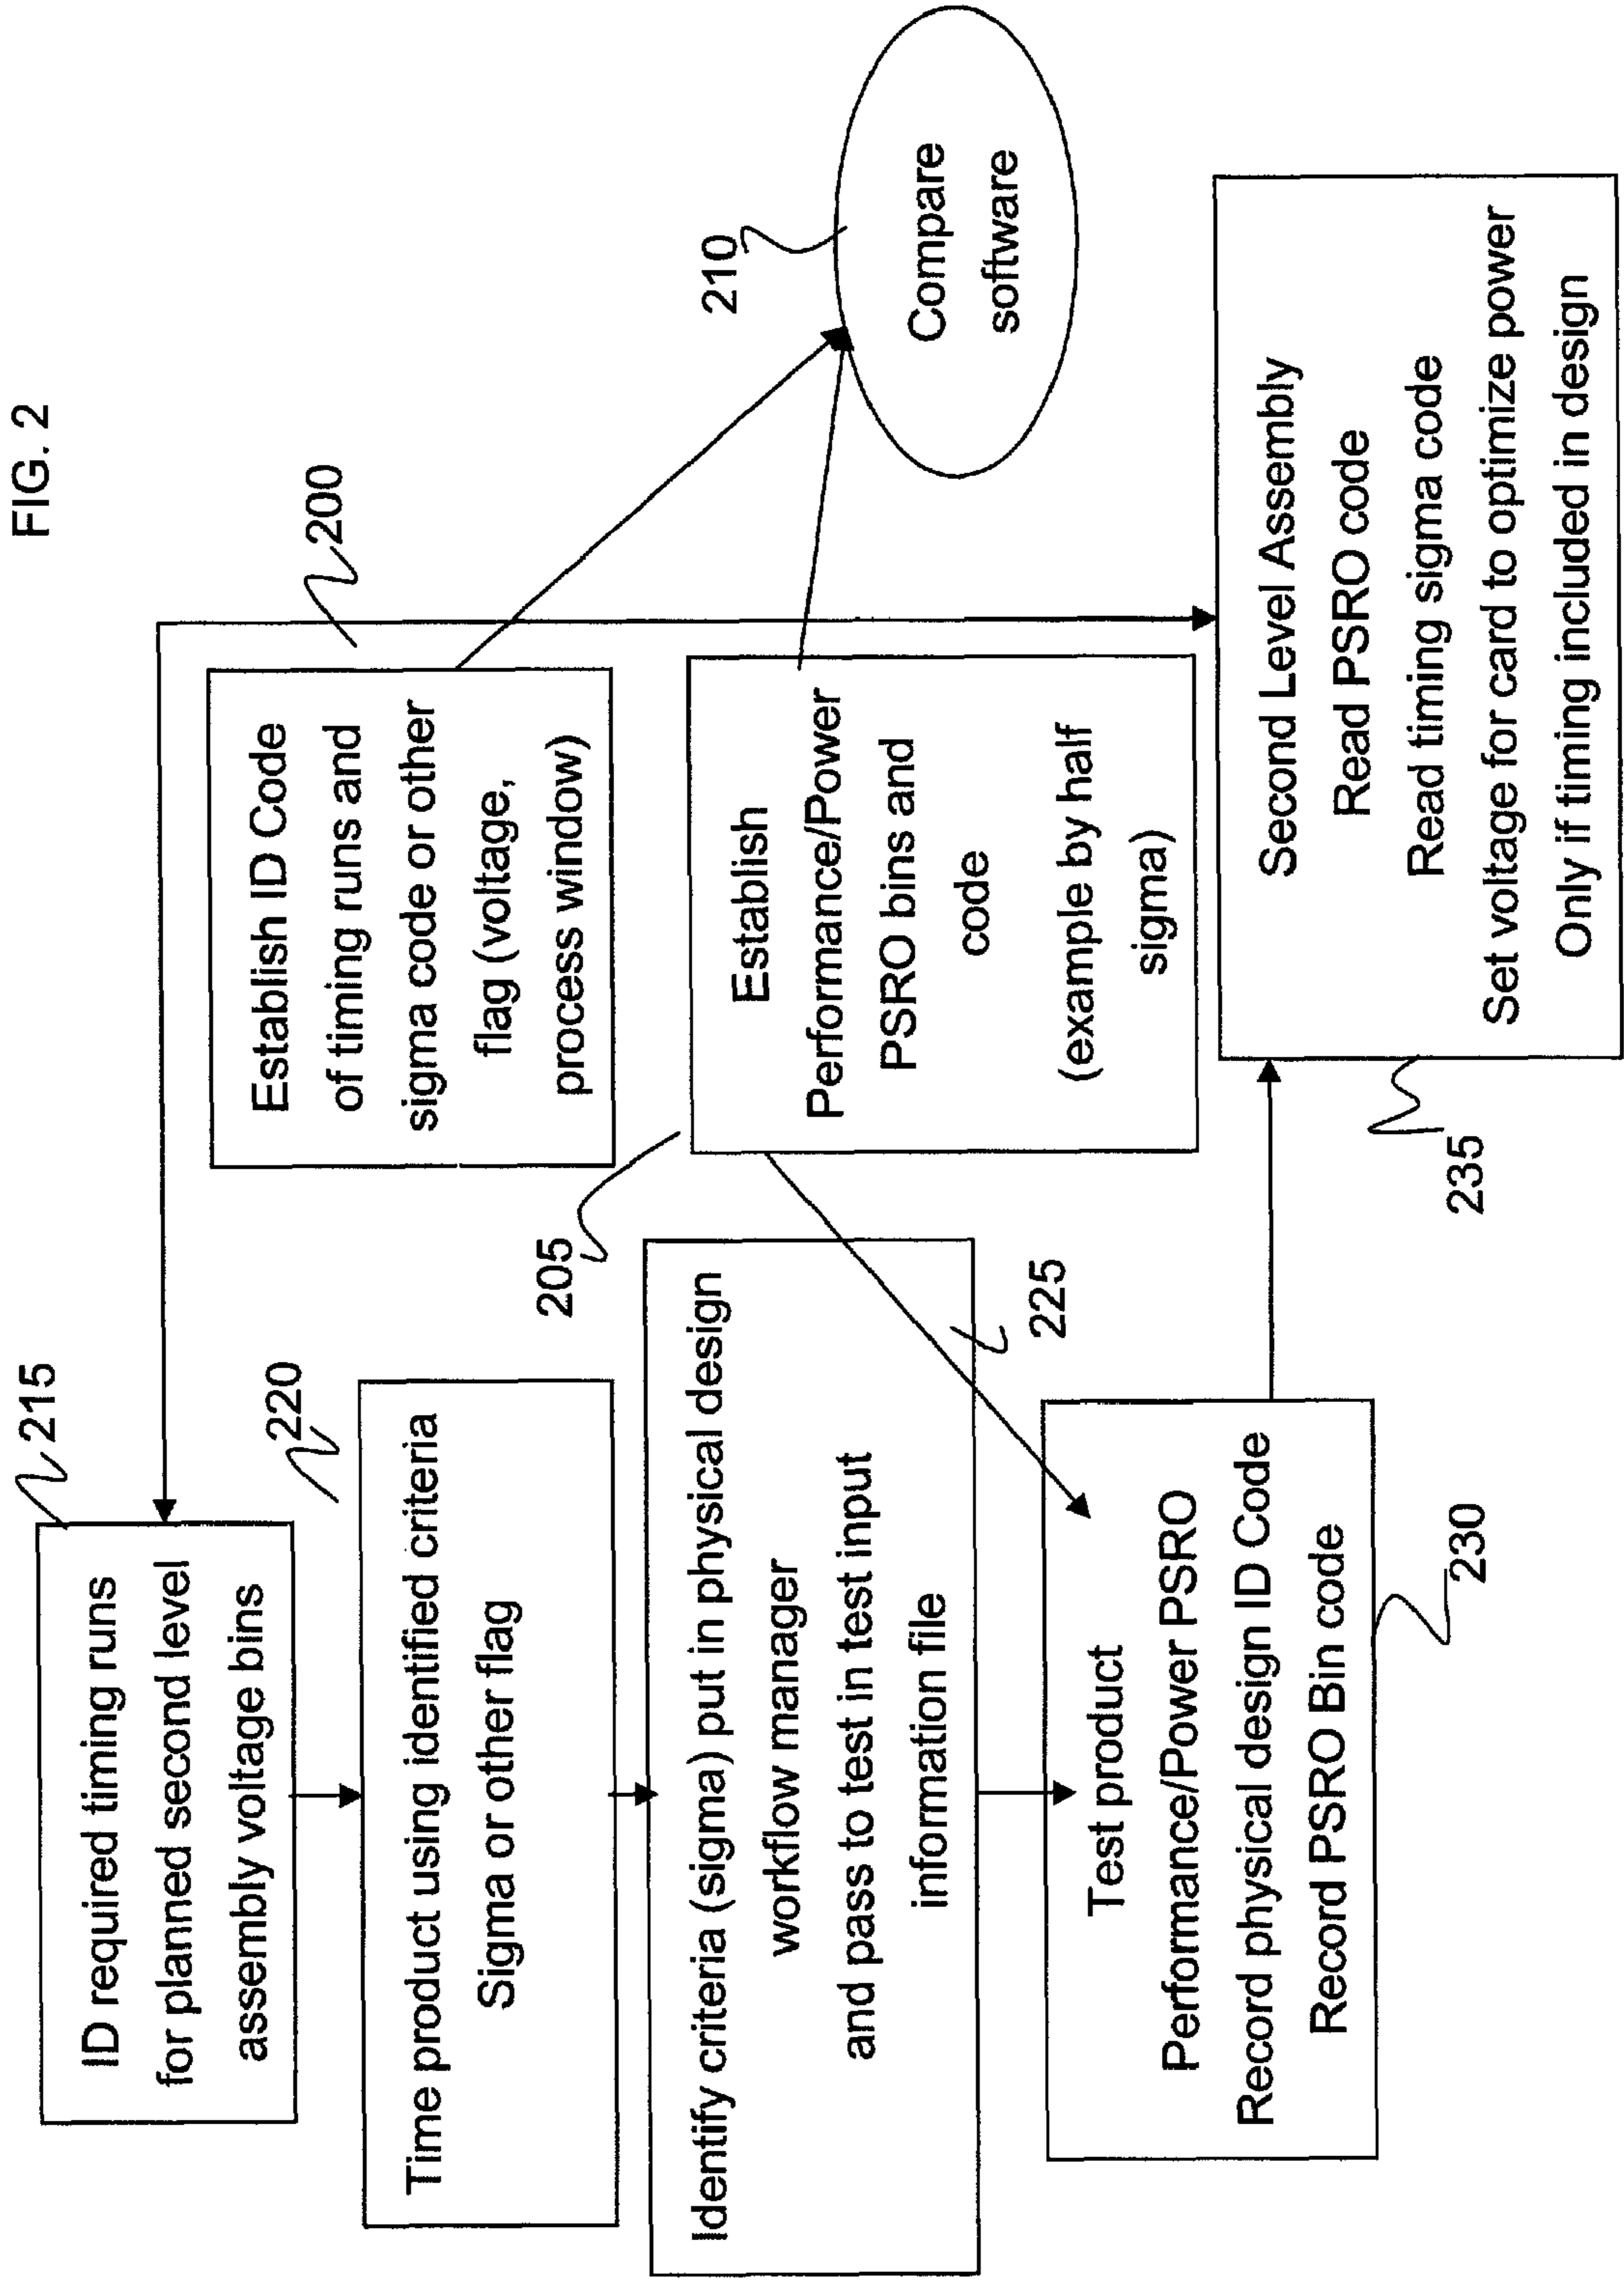 FIG. 2
215
ID required timing runs
for planned second level
assembly voltage bins
220
Time product using identified criteria
Sigma or other flag
Identify criteria (sigma) put in physical design
workflow manager
and pass to test in test input
information file
225
Test product
Performance/Power PSRO
Record physical design ID Code
Record PSRO Bin code
230
200
Establish ID Code
of timing runs and
sigma code or other
flag (voltage,
process window)
205
Establish
Performance/Power
PSRO bins and
code
(example by half
sigma)
210
Compare
software
Second Level Assembly
Read PSRO code
Read timing sigma code
Set voltage for card to optimize power
Only if timing included in design
235